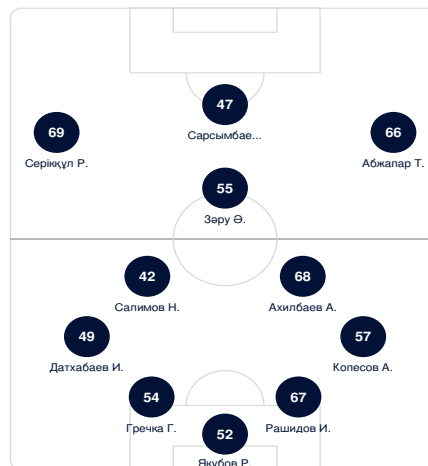 47
69
66
Сарсымбае...
Серікқұл Р.
Абжапар Т.
55
Зәру Ә.
42
68
Салимов Н.
Ахилбаев А.
49
57
Датхабаев И.
Копесов А.
54
67
Гречка Г.
Рашидов И.
52
Якубов Р.